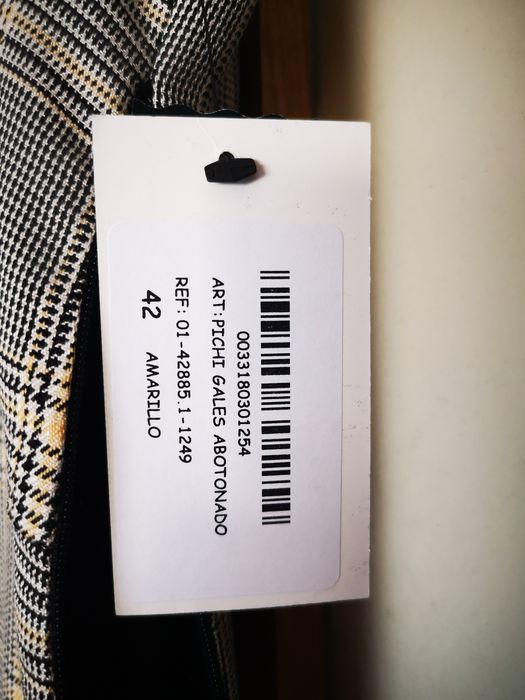 0033180301254
ART:PICHI GALES ABOTONADO
REF: 01-42885.1-1249
42 AMARILLO